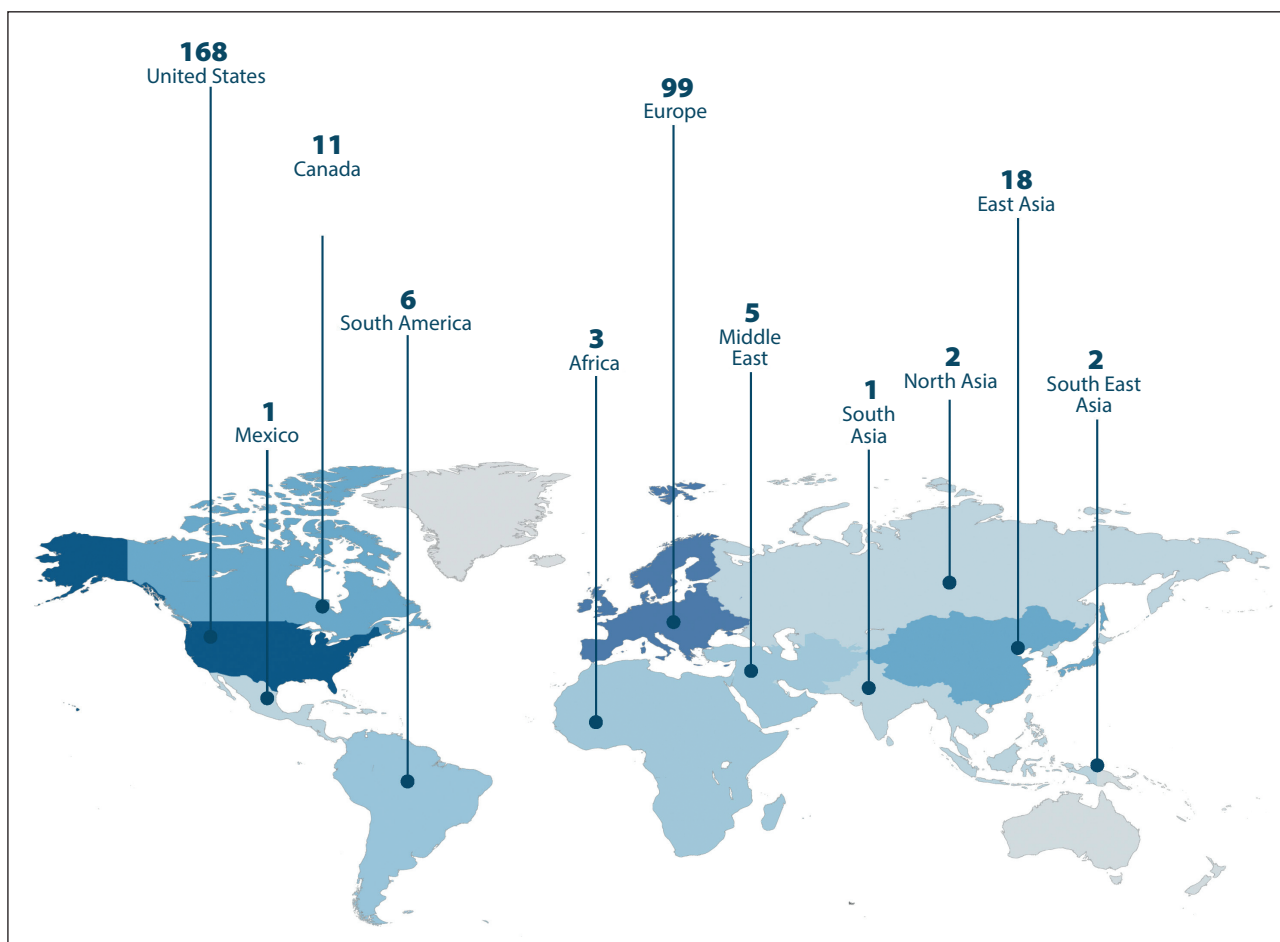 168
United States
99
Europe
11
Canada
18
East Asia
6
South America
5
Middle
East
3
Africa
2
North Asia
2
South East
Asia
1
South
Asia
1
Mexico